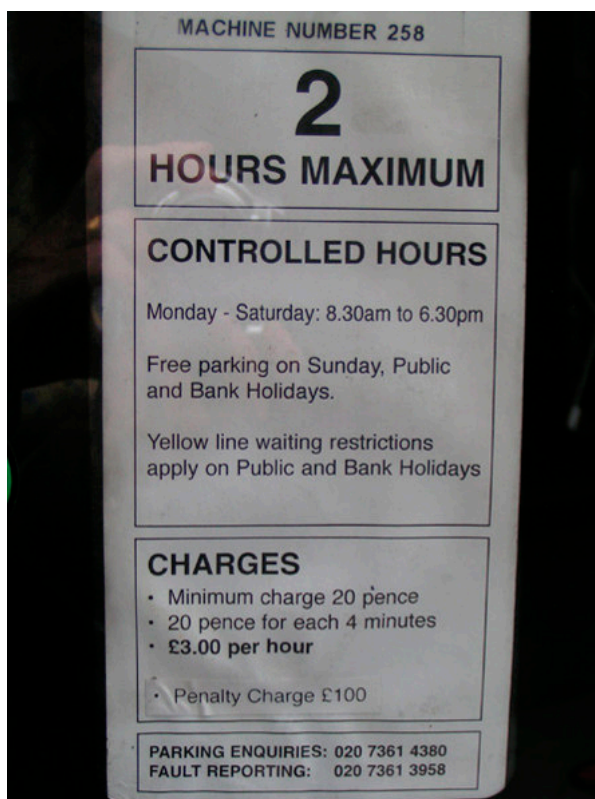 MACHINE NUMBER 258
2
HOURS MAXIMUM
CONTROLLED HOURS
Monday - Saturday: 8.30am to 6.30pm
Free parking on Sunday, Public
and Bank Holidays.
Yellow line waiting restrictions
apply on Public and Bank Holidays
CHARGES
· Minimum charge 20 pence
· 20 pence for each 4 minutes
· £3.00 per hour
· Penalty Charge £100
PARKING ENQUIRIES: 020 7361 4380
FAULT REPORTING: 020 7361 3958